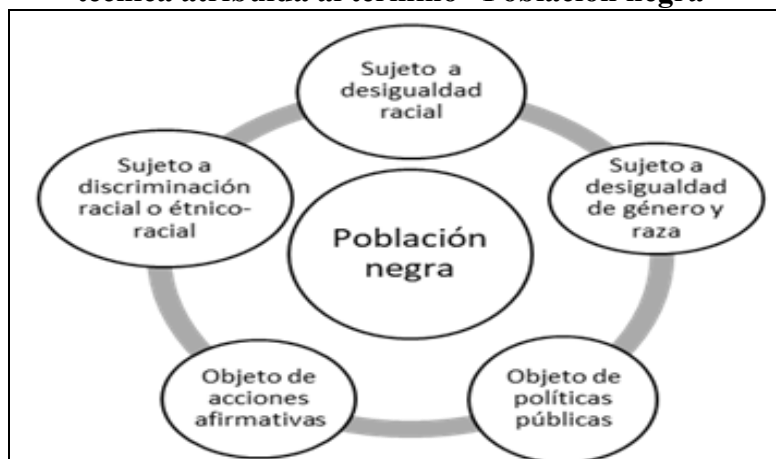 técnica atribuida al término “Población negra”
Sujeto a
desigualdad
racial
Sujeto a
discriminación
racial o étnico-
racial
Sujeto a
desigualdad
de género y
raza
Población
negra
Objeto de
acciones
afirmativas
Objeto de
políticas
públicas